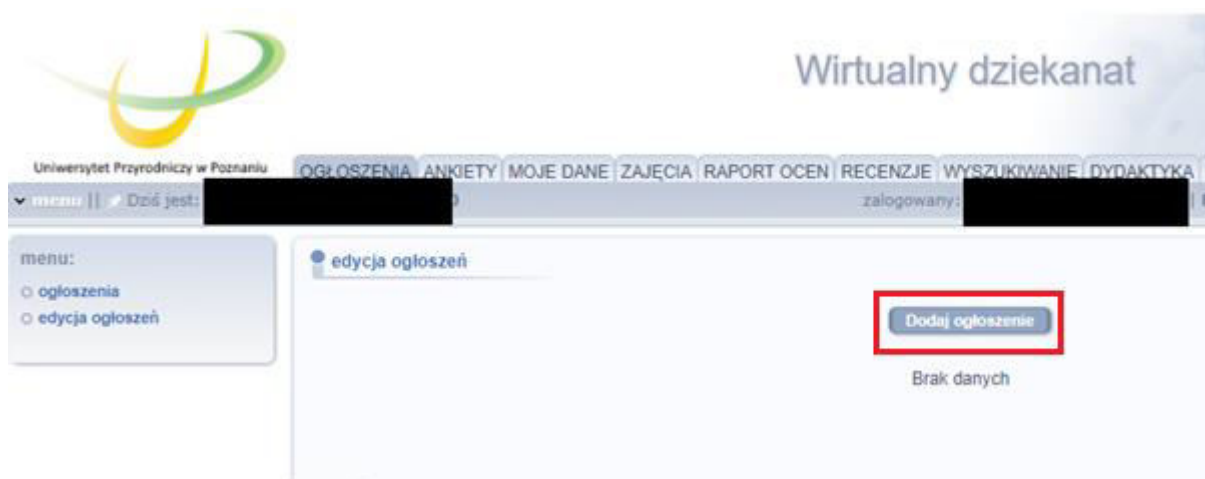 Wirtualny dziekanat
Uniwersytet Przyrodniczy w Poznaniu
OGŁOSZENIA ANKIETY MOJE DANE ZAJĘCIA RAPORT OCEN RECENZJE WYSZUKIWANIE DYDAKTYKA
menu || Dziś jest: zalogowany:
menu:
ogłoszenia
edycja ogłoszeń
edycja ogłoszeń
Dodaj ogłoszenie
Brak danych